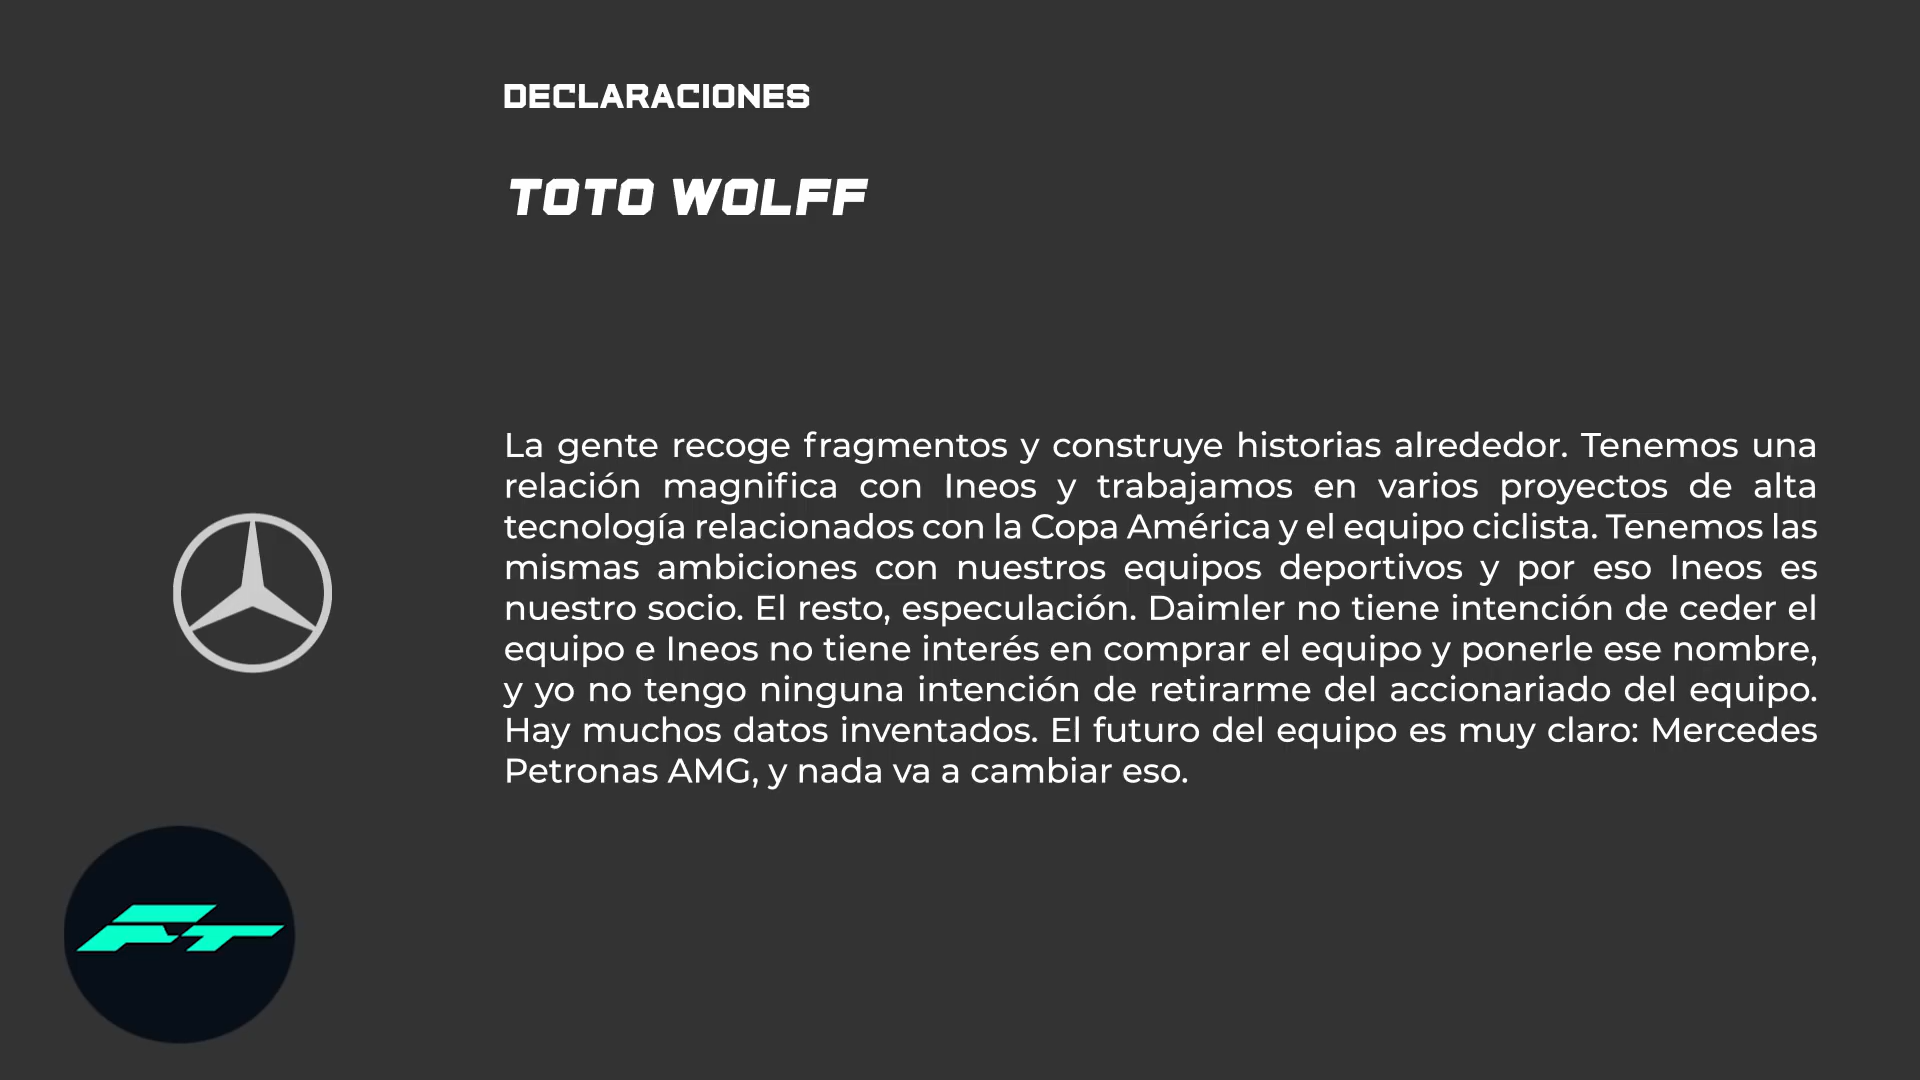 DECLARACIONES
TOTO WOLFF
La gente recoge fragmentos y construye historias alrededor. Tenemos una
relación magnifica con Ineos y trabajamos en varios proyectos de alta
tecnología relacionados con la Copa América y el equipo ciclista. Tenemos las
mismas ambiciones con nuestros equipos deportivos y por eso Ineos es
nuestro socio. El resto, especulación. Daimler no tiene intención de ceder el
equipo e Ineos no tiene interés en comprar el equipo y ponerle ese nombre,
y yo no tengo ninguna intención de retirarme del accionariado del equipo.
Hay muchos datos inventados. El futuro del equipo es muy claro: Mercedes
Petronas AMG, y nada va a cambiar eso.
FT